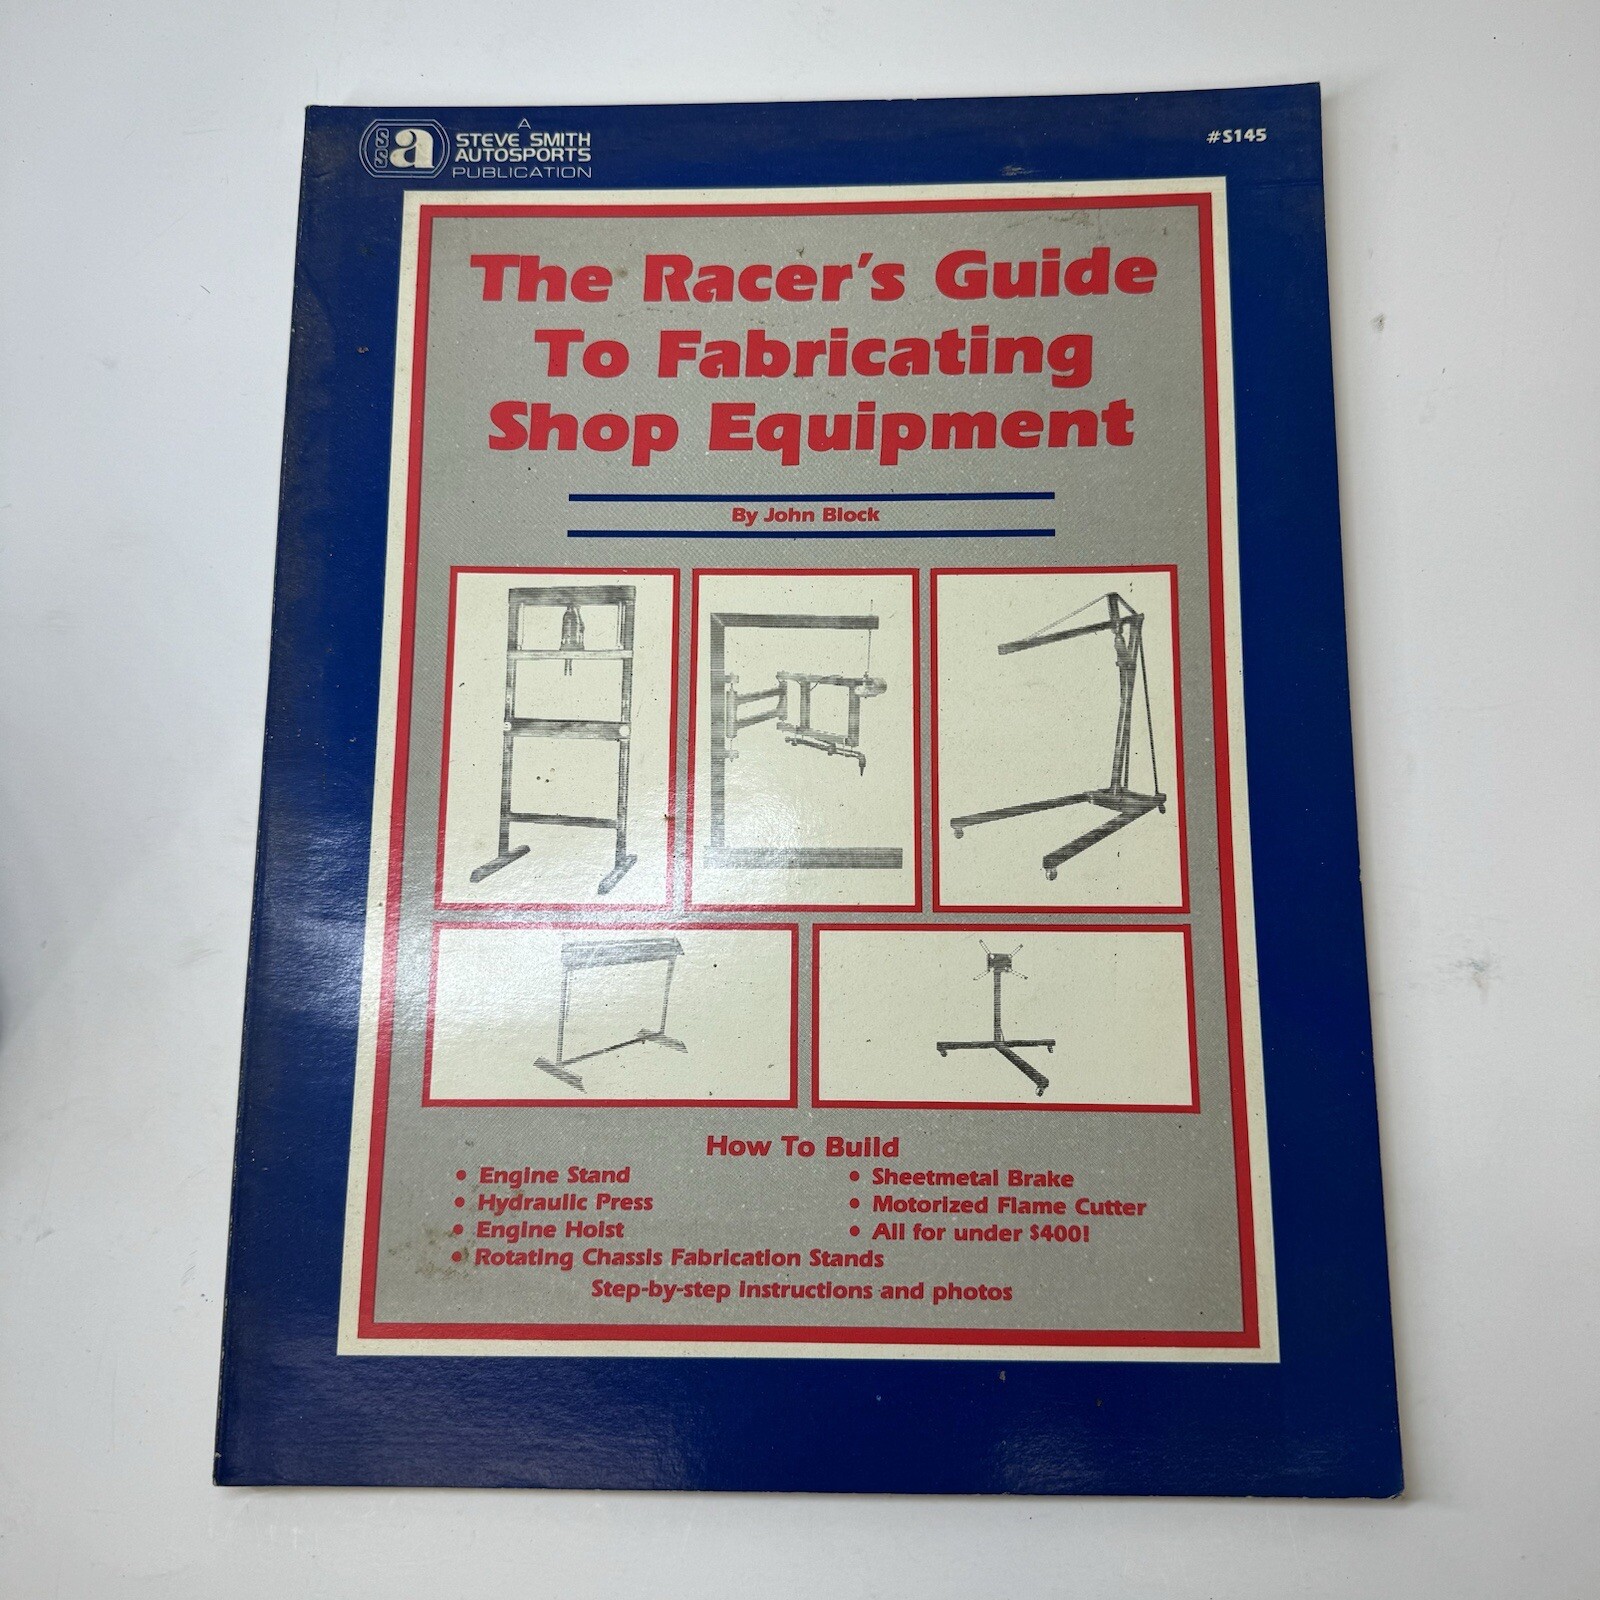 A
STEVE SMITH
AUTOSPORTS
PUBLICATION
SS a
#S145
The Racer's Guide
To Fabricating
Shop Equipment
By John Block
How To Build
• Engine Stand
• Hydraulic Press
• Engine Hoist
• Rotating Chassis Fabrication Stands
• Sheetmetal Brake
• Motorized Flame Cutter
• All for under $400!
Step-by-step instructions and photos